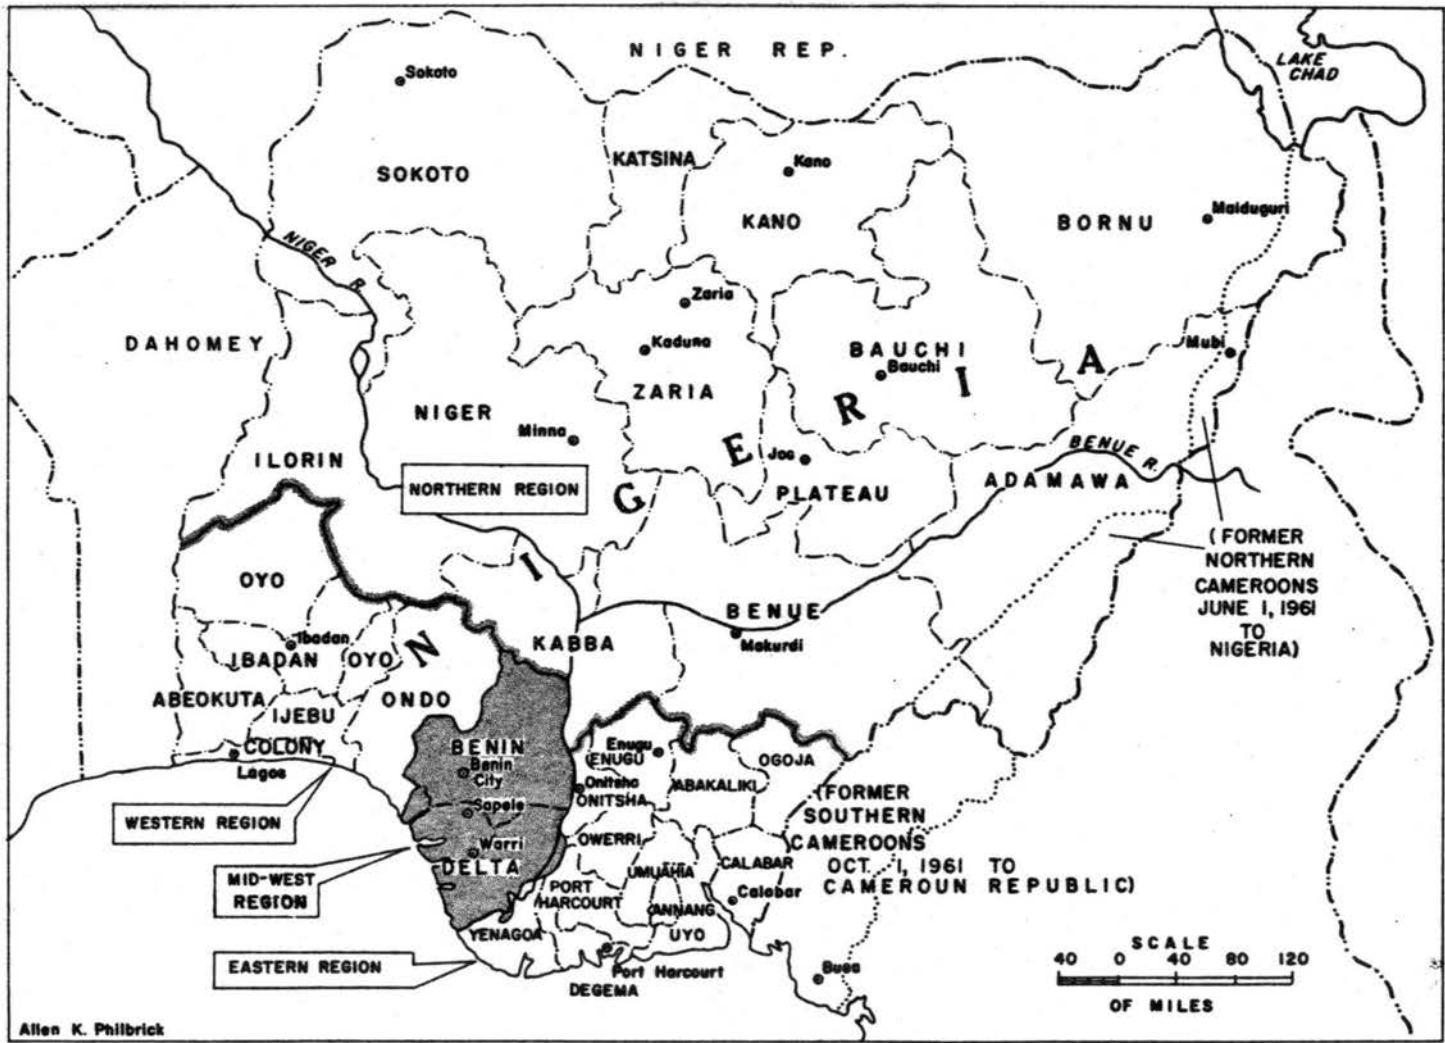 NIGER REP.
LAKE
CHAD
Sokoto
SOKOTO
KATSINA
Kano
KANO
BORNU
Maiduguri
NIGER R.
Zaria
DAHOMEY
Kaduna
BAUCHI
Bauchi
Mubi
ZARIA
NIGER
Minna
NIGERIA
Jos
BENUE R.
ILORIN
NORTHERN REGION
PLATEAU
ADAMAWA
(FORMER
NORTHERN
CAMEROONS
JUNE 1, 1961
TO
NIGERIA)
OYO
BENUE
Makurdi
KABBA
Ibadan
IBADAN
OYO
ABEOKUTA
ONDO
IJEBU
COLONY
Lagos
BENIN
Benin
City
Enugu
ENUGU
OGOJA
ABAKALIKI
Onitsha
ONITSHA
Sapele
WESTERN REGION
(FORMER
SOUTHERN
CAMEROONS
OCT. 1, 1961 TO
CAMEROUN REPUBLIC)
Warri
DELTA
OWERRI
UMUAHIA
CALABAR
Calabar
MID-WEST
REGION
PORT
HARCOURT
ANNANG
UYO
YENAGOA
EASTERN REGION
Port Harcourt
DEGEMA
Buea
SCALE
40 0 40 80 120
OF MILES
Allen K. Philbrick